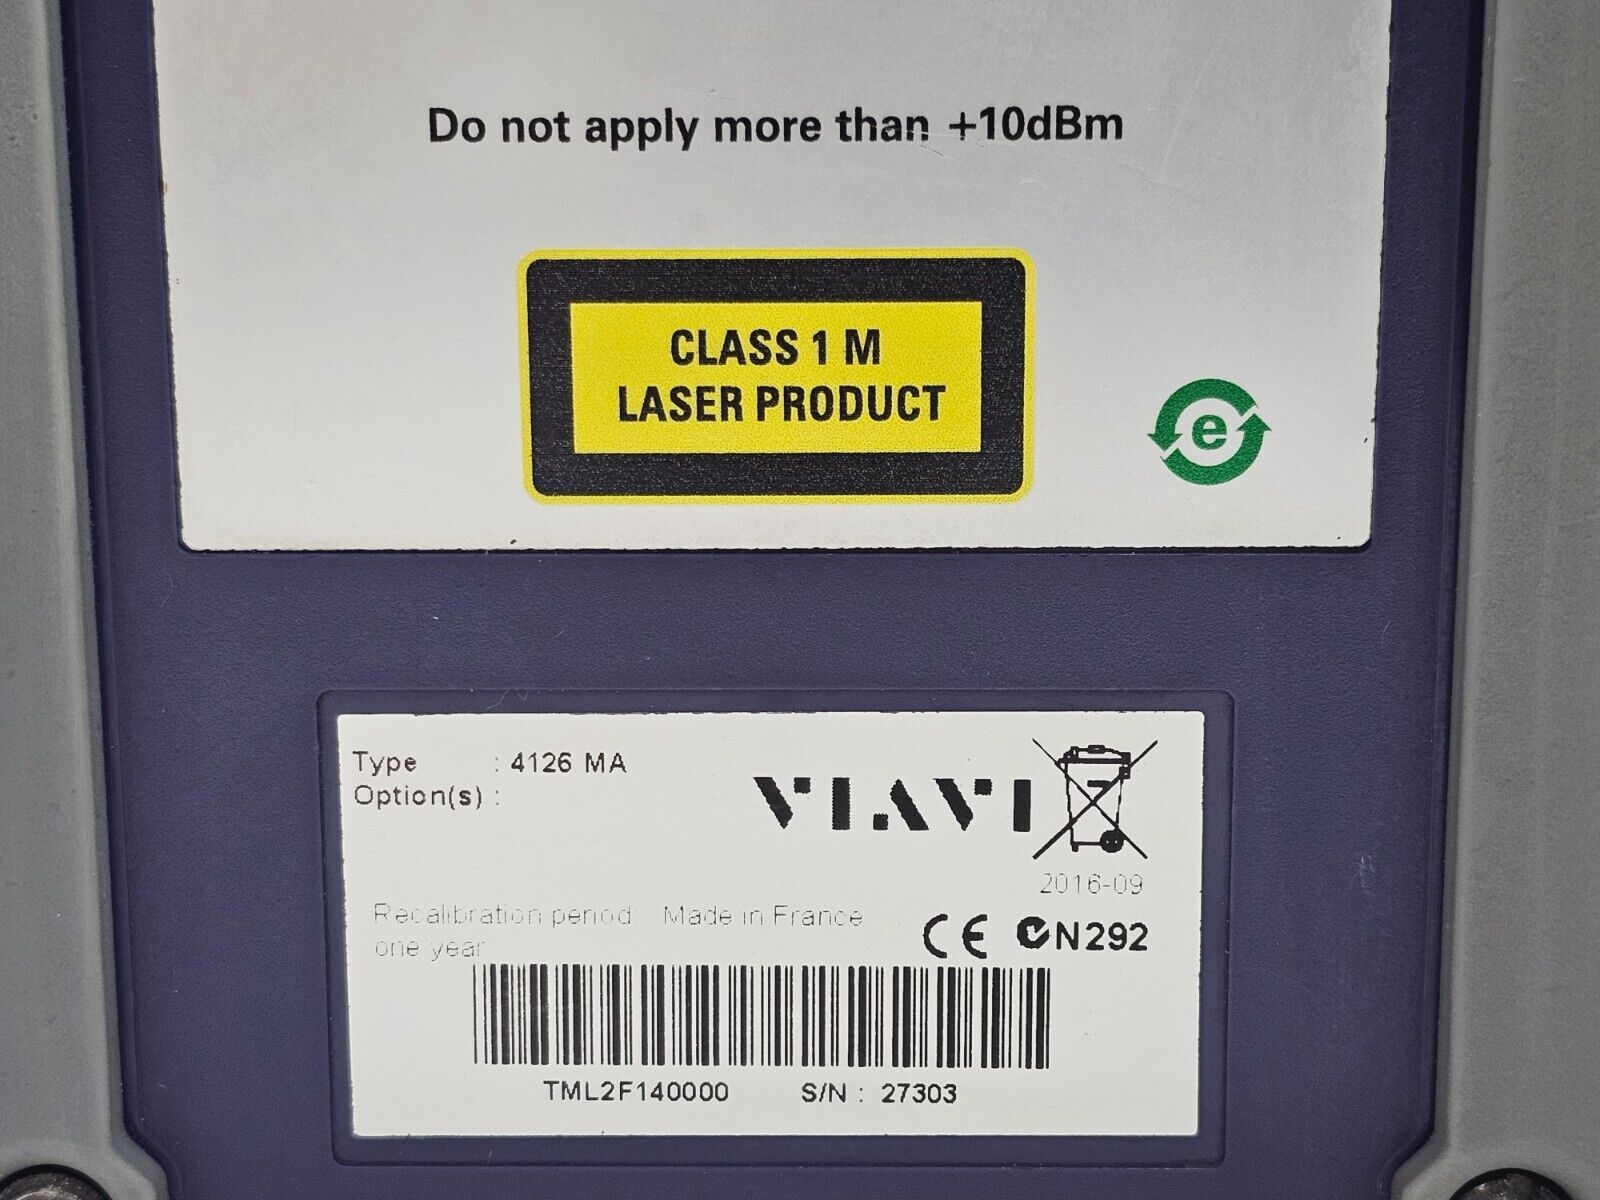 Do not apply more than +10dBm
CLASS 1 M
LASER PRODUCT
e
Type : 4126 MA
Option(s) :
VIAVI
2016-09
Recalibration period: Made in France
one year
CE N292
TML2F140000 S/N : 27303